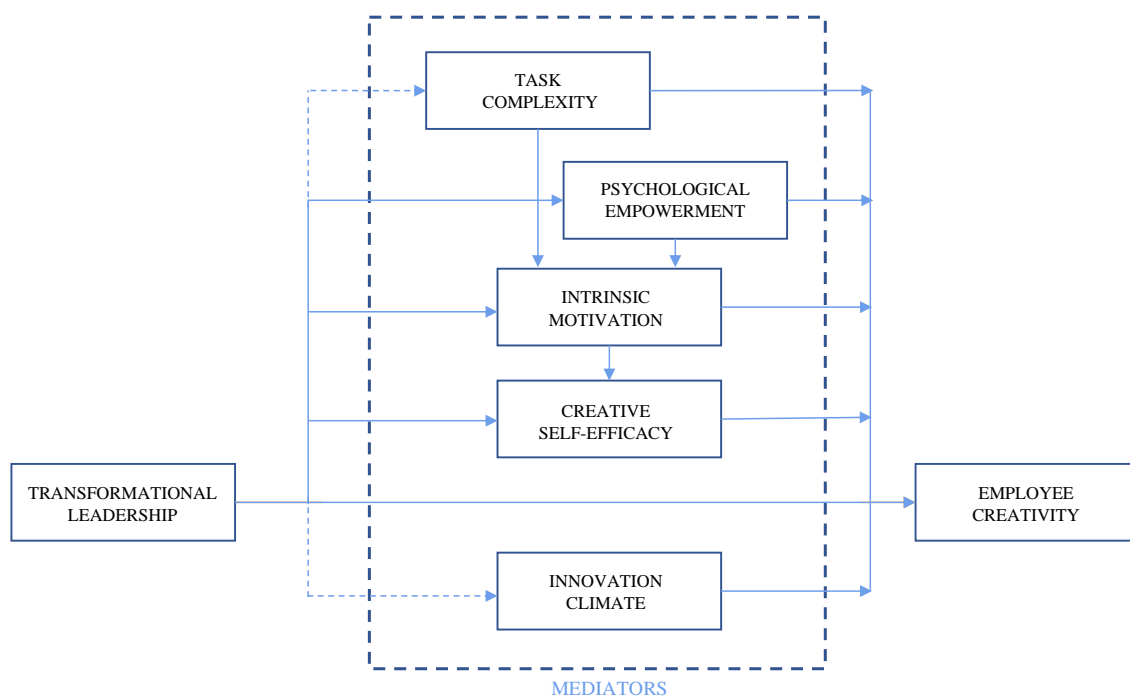 TASK
COMPLEXITY
PSYCHOLOGICAL
EMPOWERMENT
INTRINSIC
MOTIVATION
CREATIVE
SELF-EFFICACY
TRANSFORMATIONAL
LEADERSHIP
EMPLOYEE
CREATIVITY
INNOVATION
CLIMATE
MEDIATORS